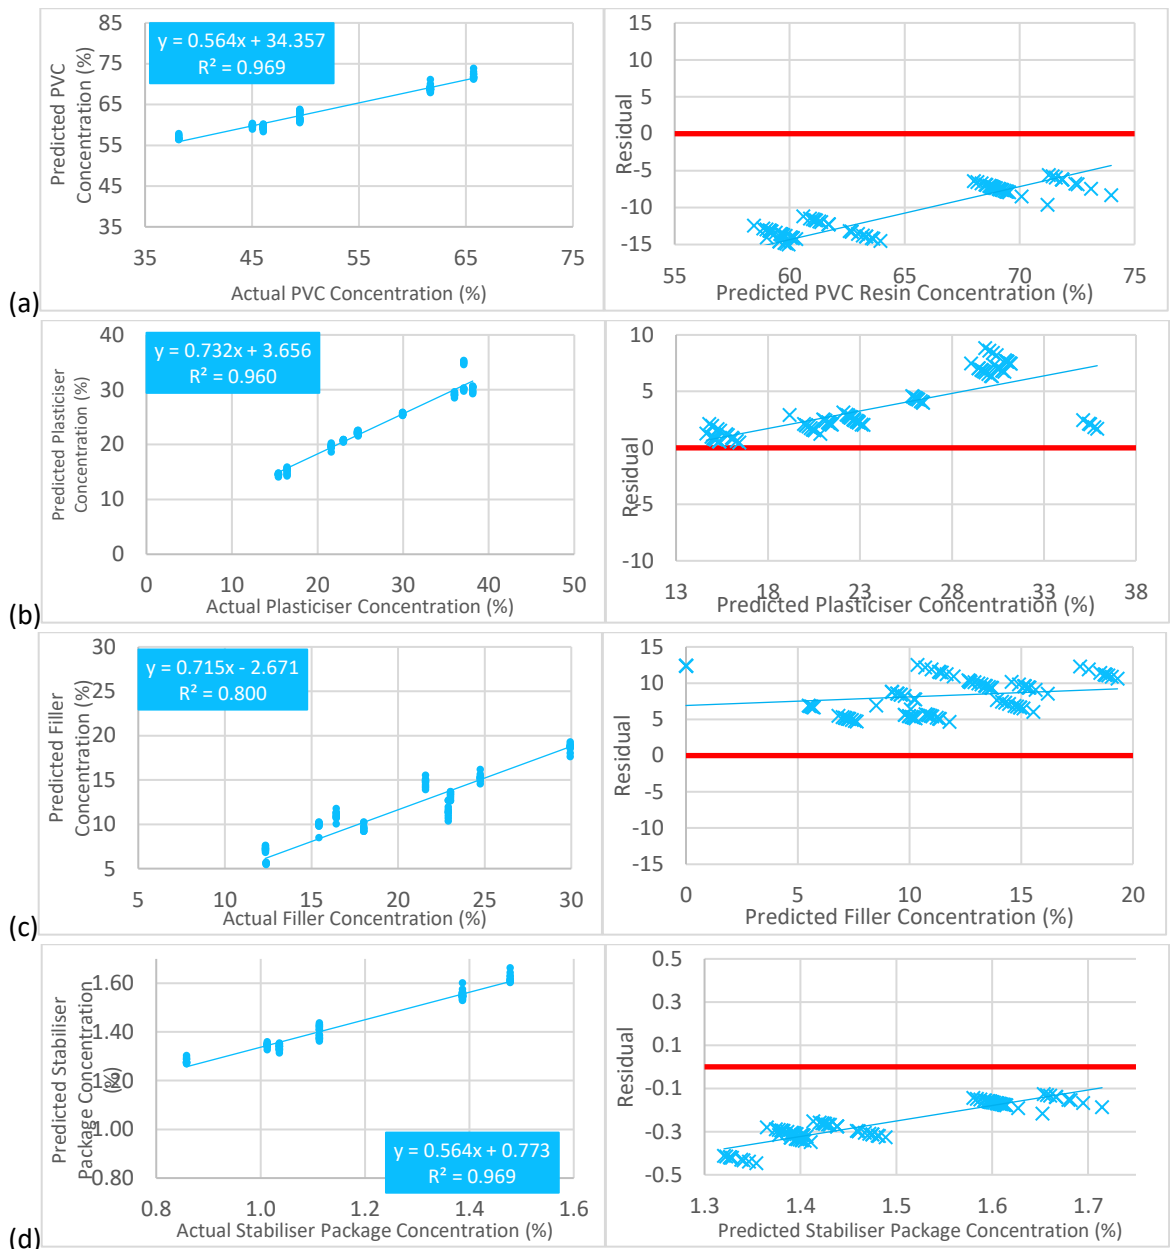 85
75
65
55
45
35
35 45 55 65 75
Predicted PVC
Concentration (%)
Actual PVC Concentration (%)
y = 0.564x + 34.357
R² = 0.969
15
10
5
0
-5
-10
-15
55 60 65 70 75
Residual
Predicted PVC Resin Concentration (%)
(a)
40
30
20
10
0
0 10 20 30 40 50
Predicted Plasticiser
Concentration (%)
Actual Plasticiser Concentration (%)
y = 0.732x + 3.656
R² = 0.960
10
5
0
-5
-10
13 18 23 28 33 38
Residual
Predicted Plasticiser Concentration (%)
(b)
30
25
20
15
10
5
5 10 15 20 25 30
Predicted Filler
Concentration (%)
Actual Filler Concentration (%)
y = 0.715x - 2.671
R² = 0.800
15
10
5
0
-5
-10
-15
0 5 10 15 20
Residual
Predicted Filler Concentration (%)
(c)
1.60
1.40
1.20
1.00
0.80
0.8 1.0 1.2 1.4 1.6
Predicted Stabiliser
Package Concentration
(%)
Actual Stabiliser Package Concentration (%)
y = 0.564x + 0.773
R² = 0.969
0.5
0.3
0.1
-0.1
-0.3
-0.5
1.3 1.4 1.5 1.6 1.7
Residual
Predicted Stabiliser Package Concentration (%)
(d)